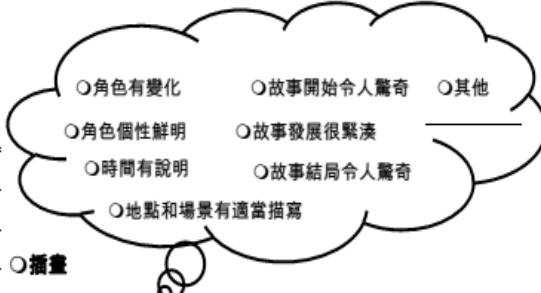 ○角色有變化 ○故事開始令人驚奇 ○其他
○角色個性鮮明 ○故事發展很緊湊
○時間有說明 ○故事結局令人驚奇
○地點和場景有適當描寫
○插畫